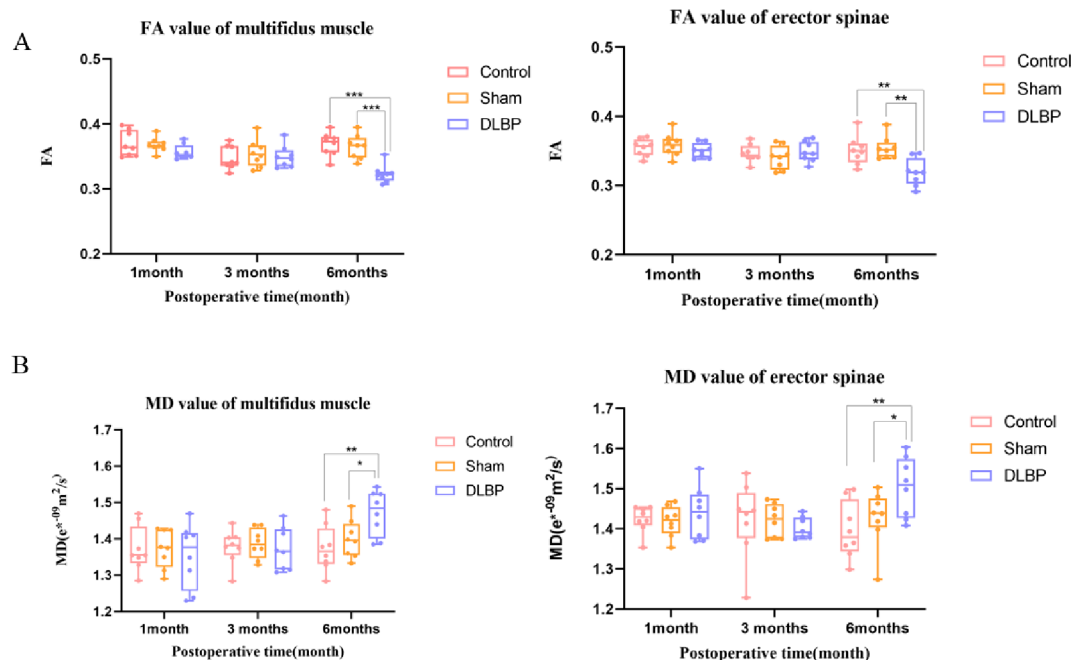 A
FA value of multifidus muscle
0.5
0.4
0.3
0.2
FA
***
***
Control
Sham
DLBP
1month
3 months
6months
Postoperative time(month)
FA value of erector spinae
0.5
0.4
0.3
0.2
FA
**
**
Control
Sham
DLBP
1month
3 months
6months
Postoperative time(month)
B
MD value of multifidus muscle
1.7
1.6
1.5
1.4
1.3
1.2
MD(e*⁻⁰⁹m²/s)
**
*
Control
Sham
DLBP
1month
3 months
6months
Postoperative time(month)
MD value of erector spinae
1.7
1.6
1.5
1.4
1.3
1.2
MD(e*⁻⁰⁹m²/s)
**
*
Control
Sham
DLBP
1month
3 months
6months
Postoperative time(month)